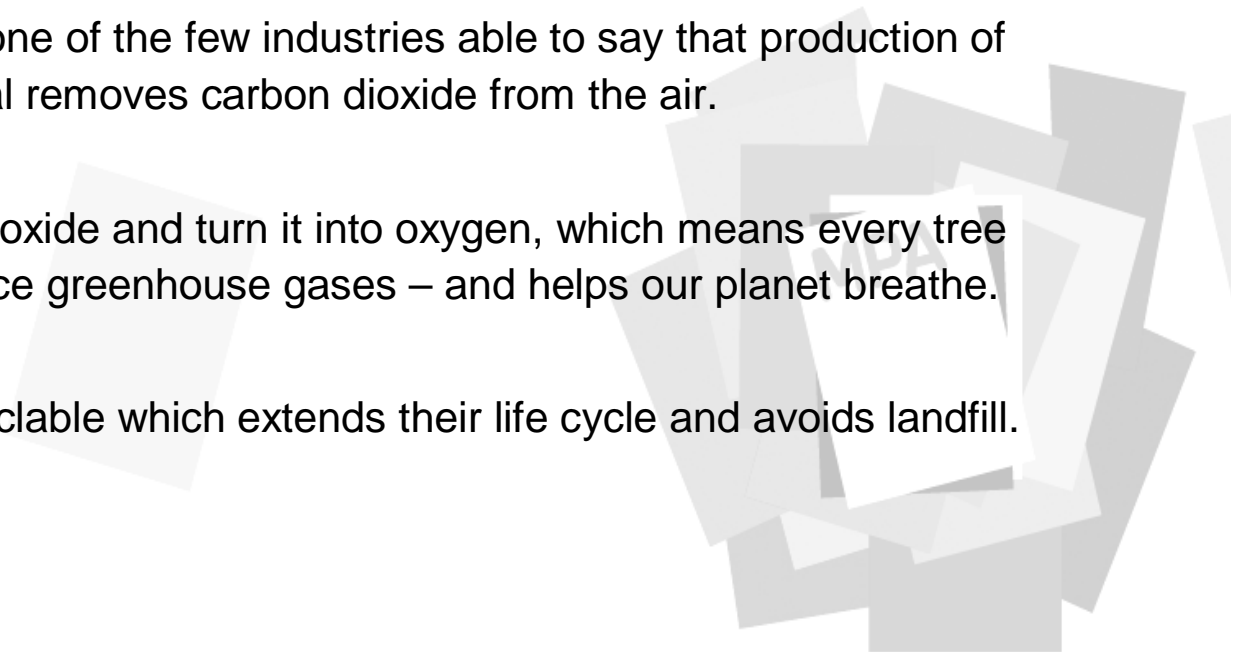 one of the few industries able to say that production of
al removes carbon dioxide from the air.
oxide and turn it into oxygen, which means every tree
ce greenhouse gases – and helps our planet breathe.
clable which extends their life cycle and avoids landfill.
MPA